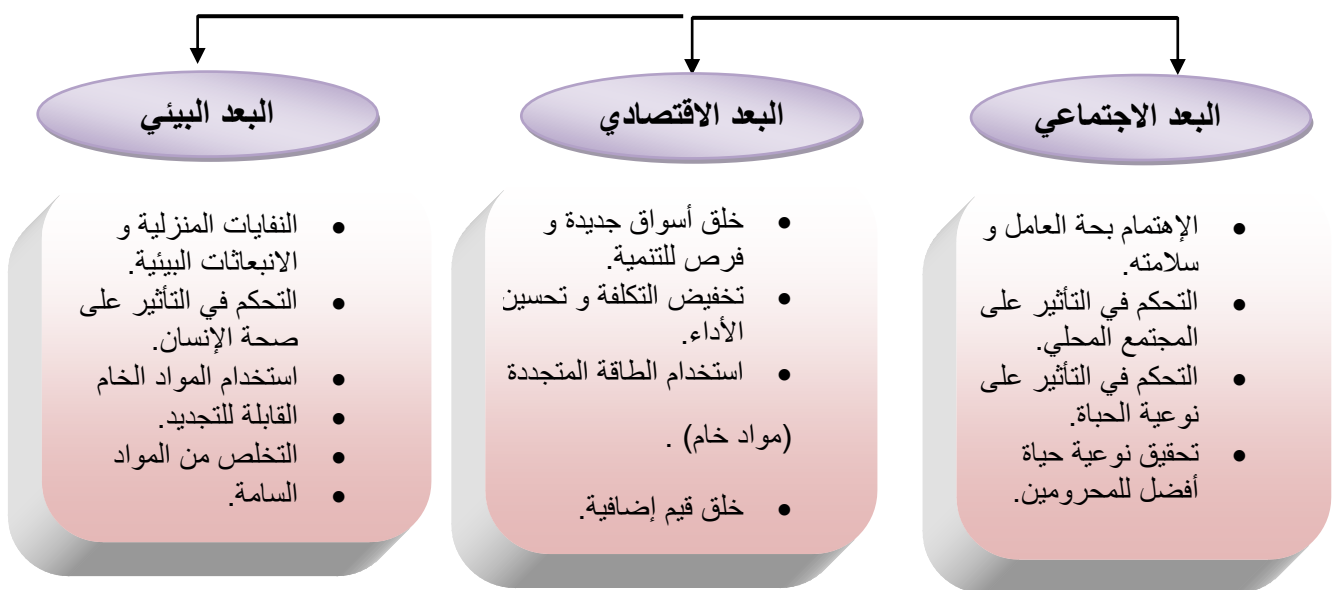 البعد الاجتماعي
الإهتمام بحة العامل و
سلامته.
التحكم في التأثير على
المجتمع المحلي.
التحكم في التأثير على
نوعية الحباة.
تحقيق نوعية حياة
أفضل للمحرومين.
البعد الاقتصادي
خلق أسواق جديدة و
فرص للتنمية.
تخفيض التكلفة و تحسين
الأداء.
استخدام الطاقة المتجددة
(مواد خام) .
خلق قيم إضافية.
البعد البيئي
النفايات المنزلية و
الانبعاثات البيئية.
التحكم في التأثير على
صحة الإنسان.
استخدام المواد الخام
القابلة للتجديد.
التخلص من المواد
السامة.